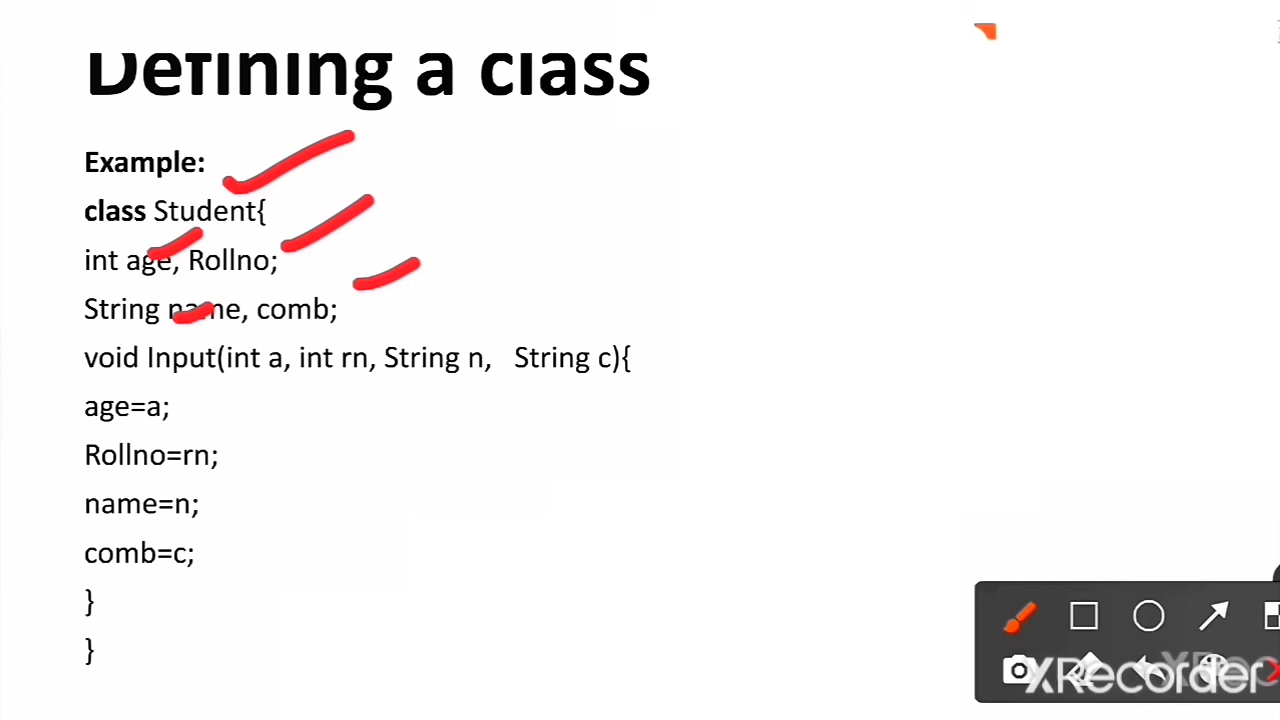 Defining a class
Example:
class Student{
int age, Rollno;
String name, comb;
void Input(int a, int rn, String n,   String c){
age=a;
Rollno=rn;
name=n;
comb=c;
}
}
XRecorder